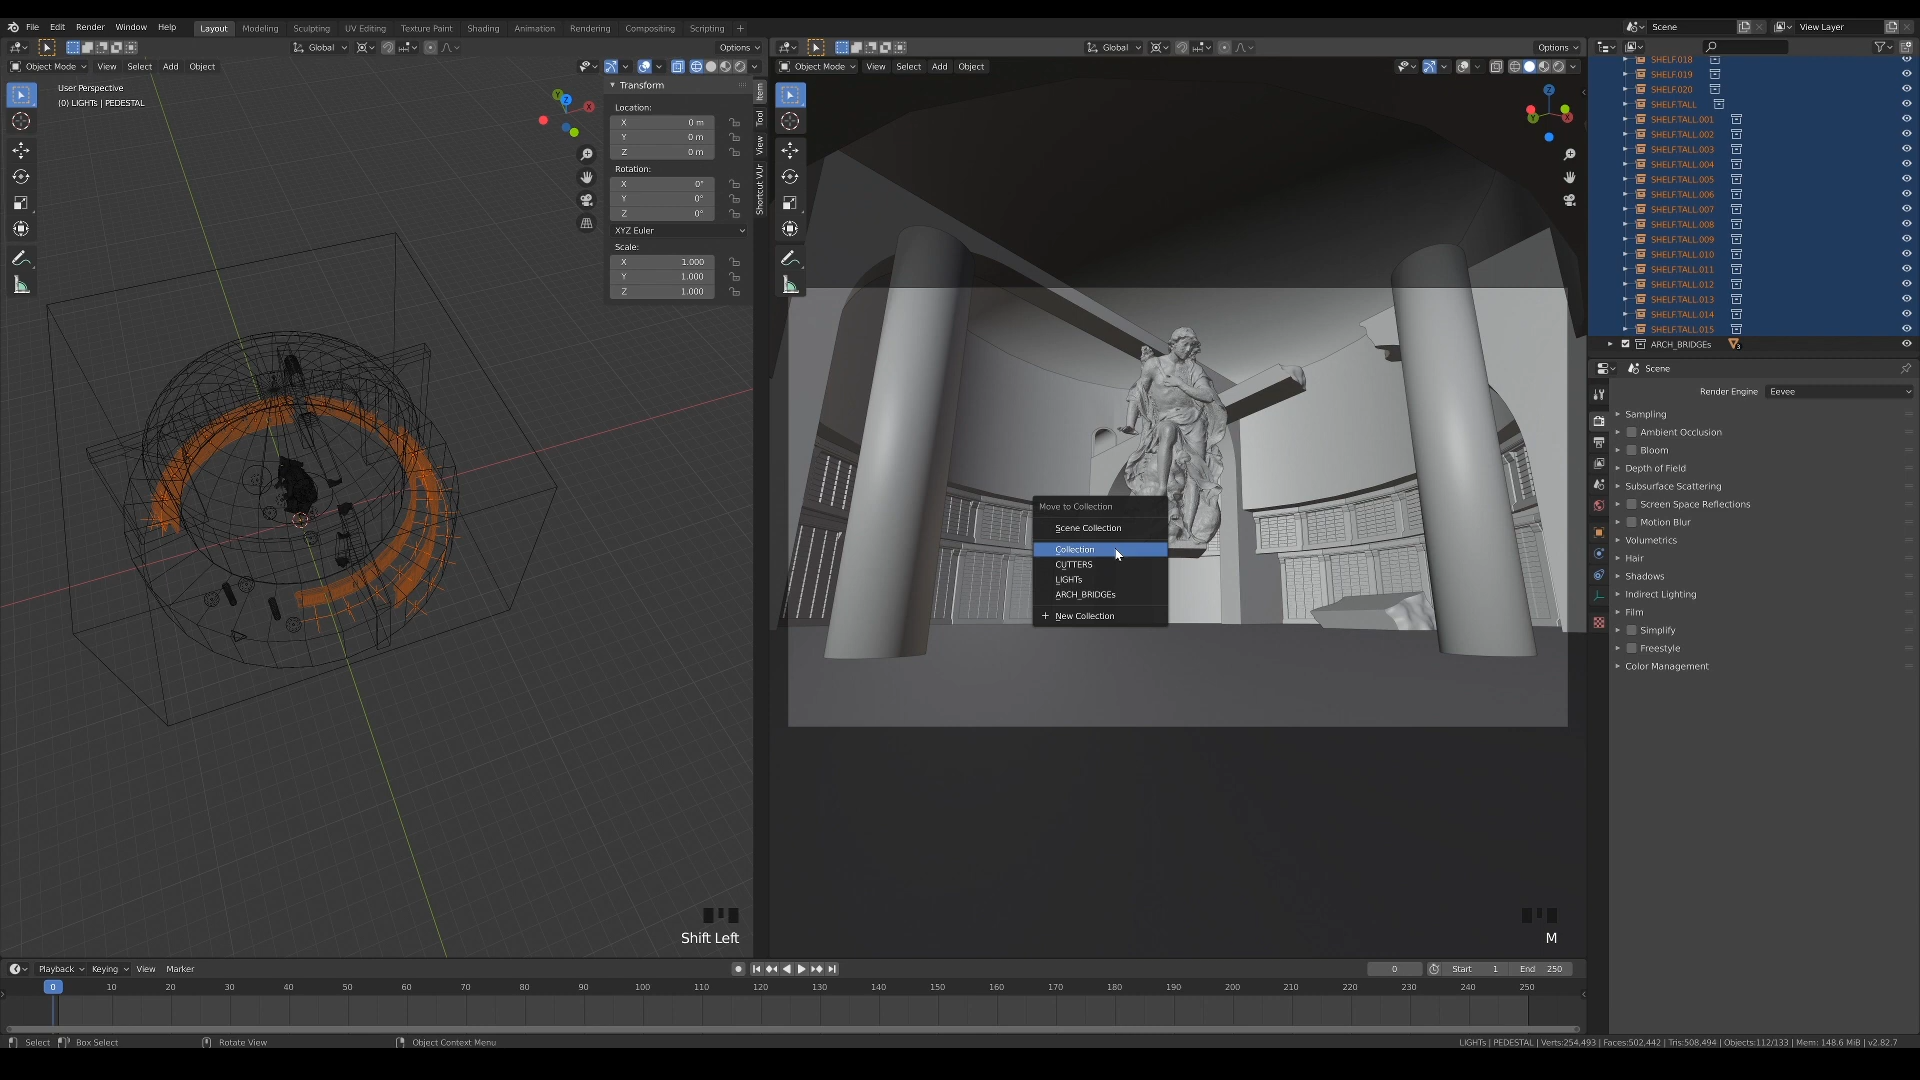 File Edit Render Window Help
Layout Modeling Sculpting UV Editing Texture Paint Shading Animation Rendering Compositing Scripting +
Scene
View Layer
Global
Options
Global
Options
Object Mode View Select Add Object
Object Mode View Select Add Object
User Perspective
(0) LIGHTs | PEDESTAL
Transform
Location:
X 0 m
Y 0 m
Z 0 m
Rotation:
X 0°
Y 0°
Z 0°
XYZ Euler
Scale:
X 1.000
Y 1.000
Z 1.000
Item
Tool
View
Shortcut VUr
SHELF.018
SHELF.019
SHELF.020
SHELF.TALL
SHELF.TALL.001
SHELF.TALL.002
SHELF.TALL.003
SHELF.TALL.004
SHELF.TALL.005
SHELF.TALL.006
SHELF.TALL.007
SHELF.TALL.008
SHELF.TALL.009
SHELF.TALL.010
SHELF.TALL.011
SHELF.TALL.012
SHELF.TALL.013
SHELF.TALL.014
SHELF.TALL.015
ARCH_BRIDGEs
Scene
Render Engine Eevee
Sampling
Ambient Occlusion
Bloom
Depth of Field
Subsurface Scattering
Screen Space Reflections
Motion Blur
Volumetrics
Hair
Shadows
Indirect Lighting
Film
Simplify
Freestyle
Color Management
Move to Collection
Scene Collection
Collection
CUTTERS
LIGHTs
ARCH_BRIDGEs
+ New Collection
Shift Left
M
Playback Keying View Marker
0
Start 1
End 250
0 10 20 30 40 50 60 70 80 90 100 110 120 130 140 150 160 170 180 190 200 210 220 230 240 250
Select Box Select Rotate View Object Context Menu
LIGHTs | PEDESTAL | Verts:254,493 | Faces:502,442 | Tris:508,494 | Objects:112/133 | Mem: 148.6 MiB | v2.82.7